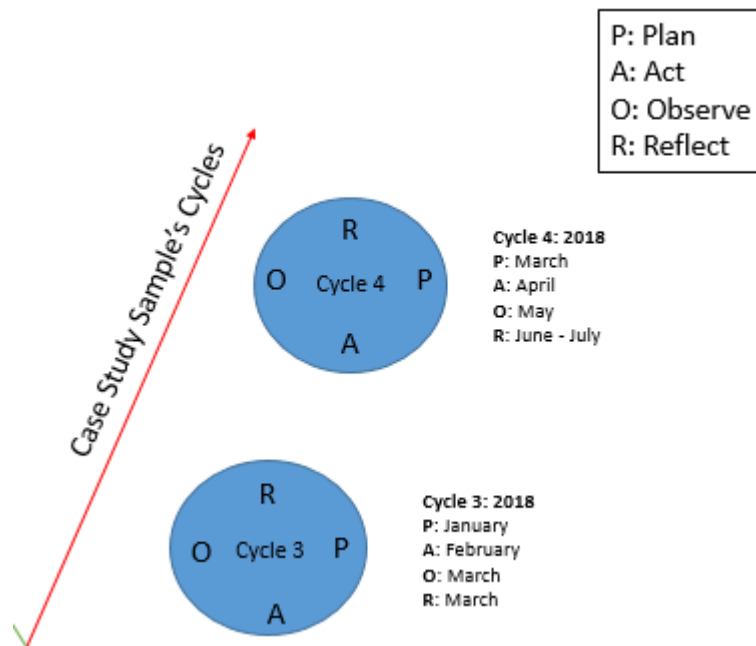 P: Plan
A: Act
O: Observe
R: Reflect
Case Study Sample's Cycles
R
O Cycle 4 P
A
Cycle 4: 2018
P: March
A: April
O: May
R: June - July
R
O Cycle 3 P
A
Cycle 3: 2018
P: January
A: February
O: March
R: March